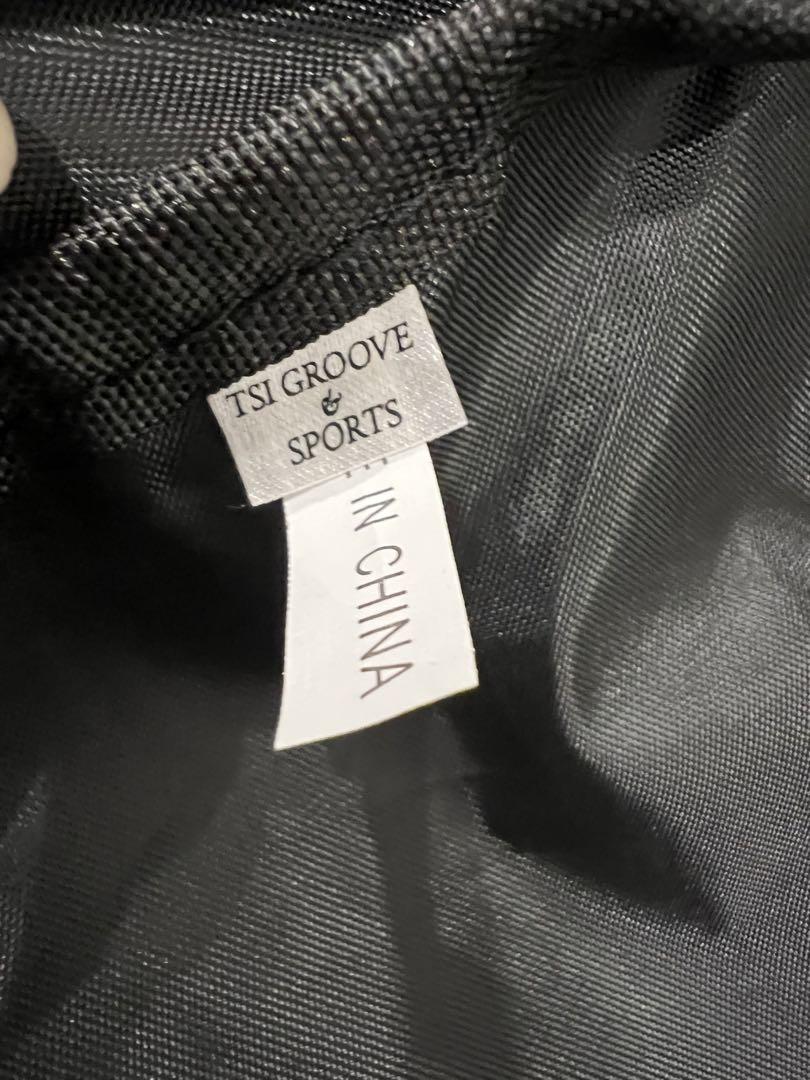 TSI GROOVE
&
SPORTS
E IN CHINA